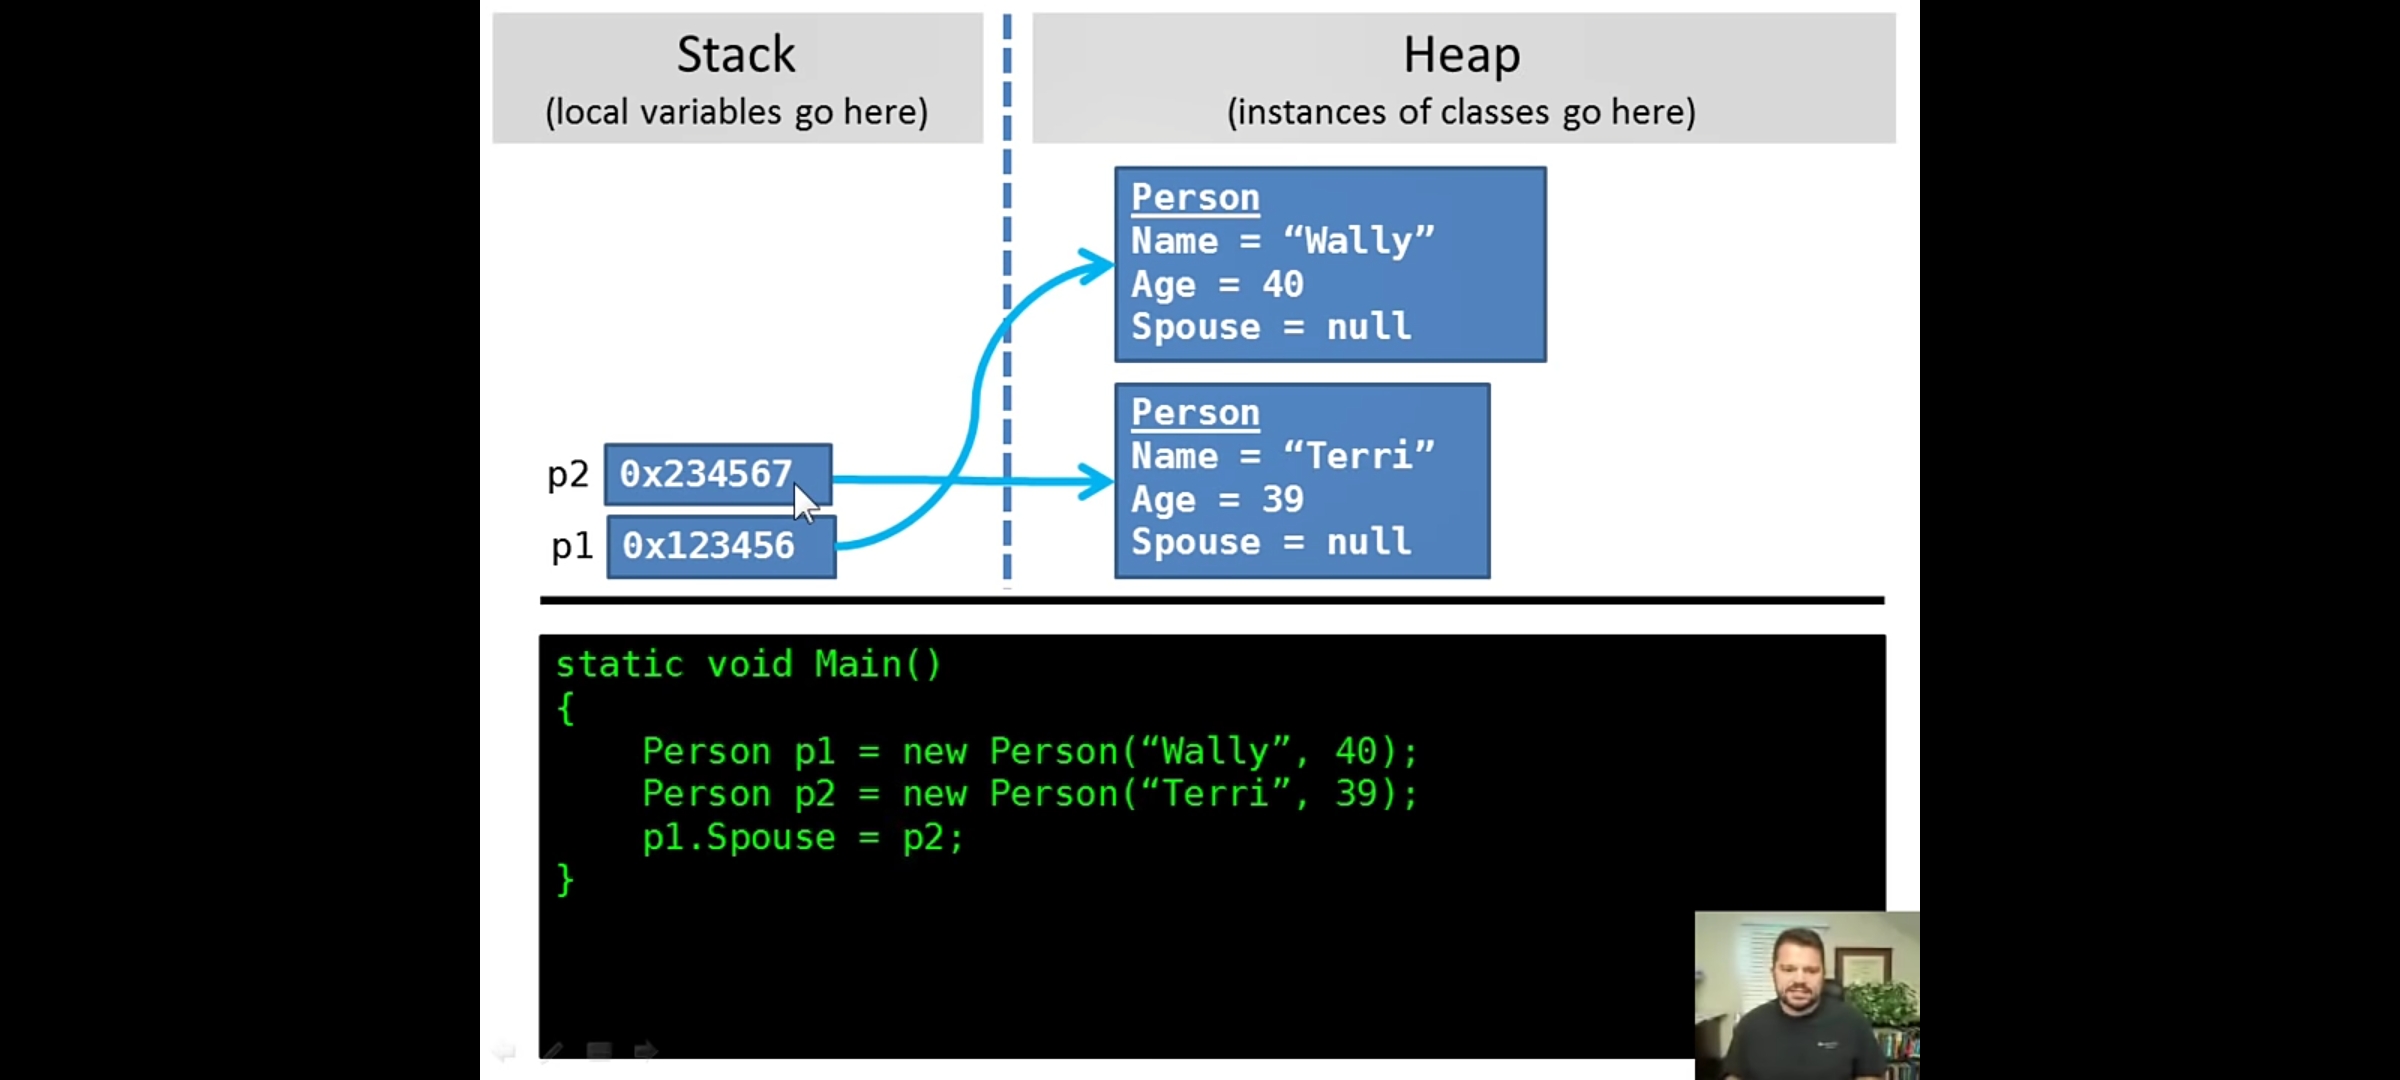 Stack
(local variables go here)
Heap
(instances of classes go here)
Person
Name = “Wally”
Age = 40
Spouse = null
Person
Name = “Terri”
Age = 39
Spouse = null
p2 0x234567
p1 0x123456
static void Main()
{
    Person p1 = new Person(“Wally”, 40);
    Person p2 = new Person(“Terri”, 39);
    p1.Spouse = p2;
}